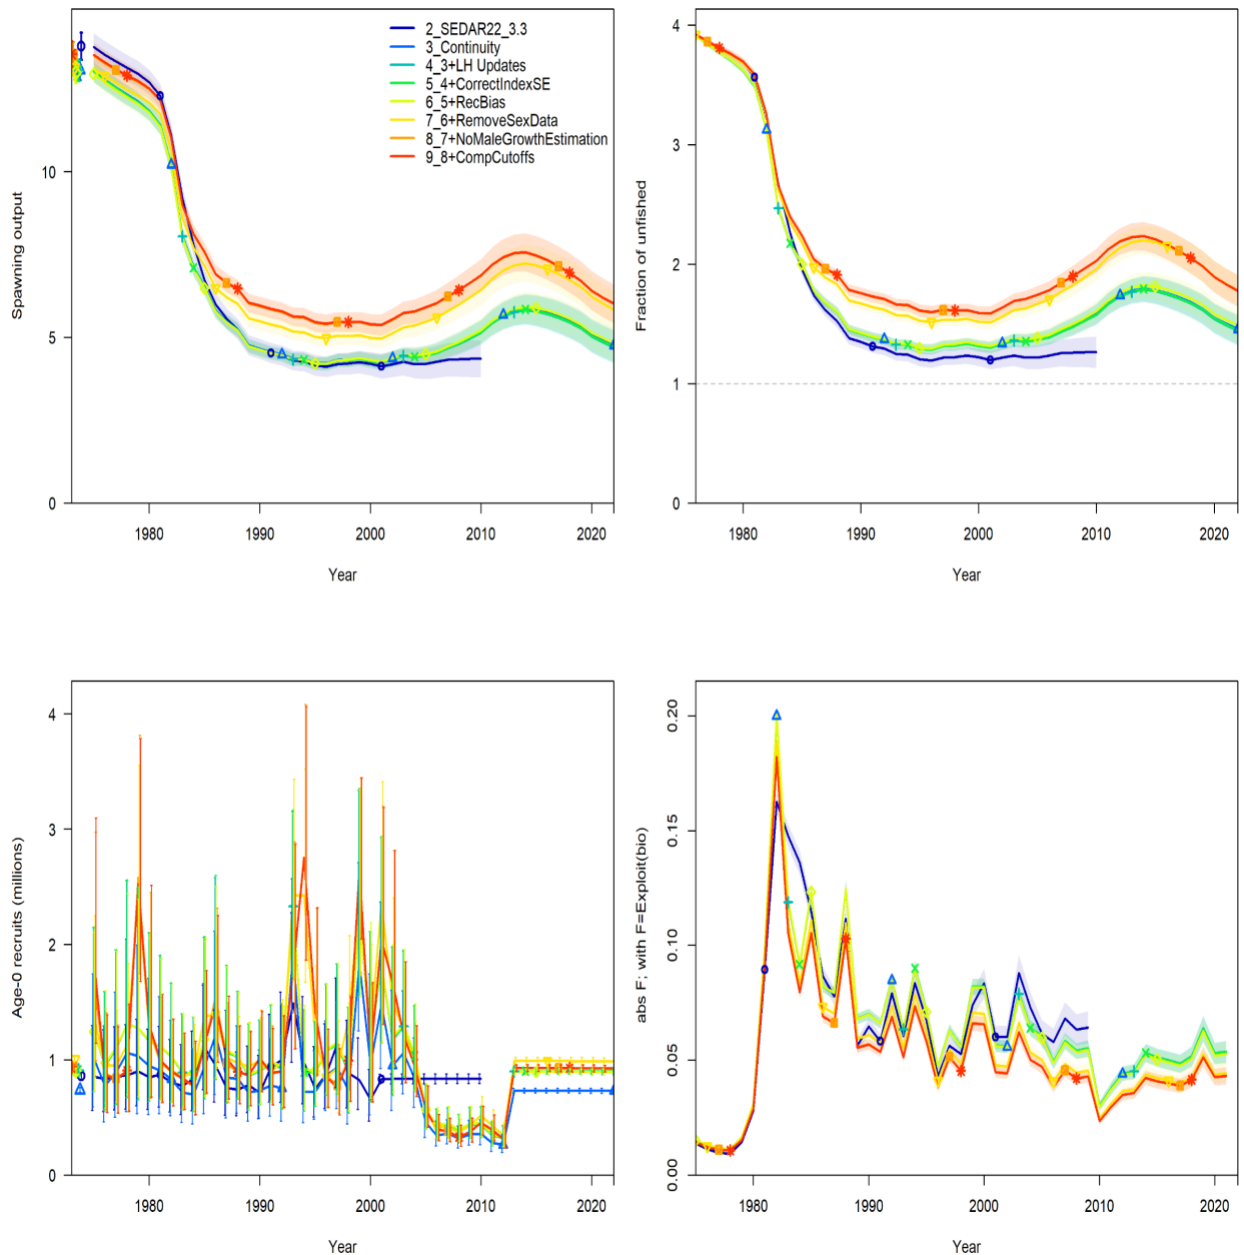 2_SEDAR22_3.3
3_Continuity
4_3+LH Updates
5_4+CorrectIndexSE
6_5+RecBias
7_6+RemoveSexData
8_7+NoMaleGrowthEstimation
9_8+CompCutoffs
Spawning output
10
5
0
1980 1990 2000 2010 2020
Year
Fraction of unfished
4
3
2
1
0
1980 1990 2000 2010 2020
Year
Age-0 recruits (millions)
4
3
2
1
0
1980 1990 2000 2010 2020
Year
abs F; with F=Exploit(bio)
0.20
0.15
0.10
0.05
0.00
1980 1990 2000 2010 2020
Year